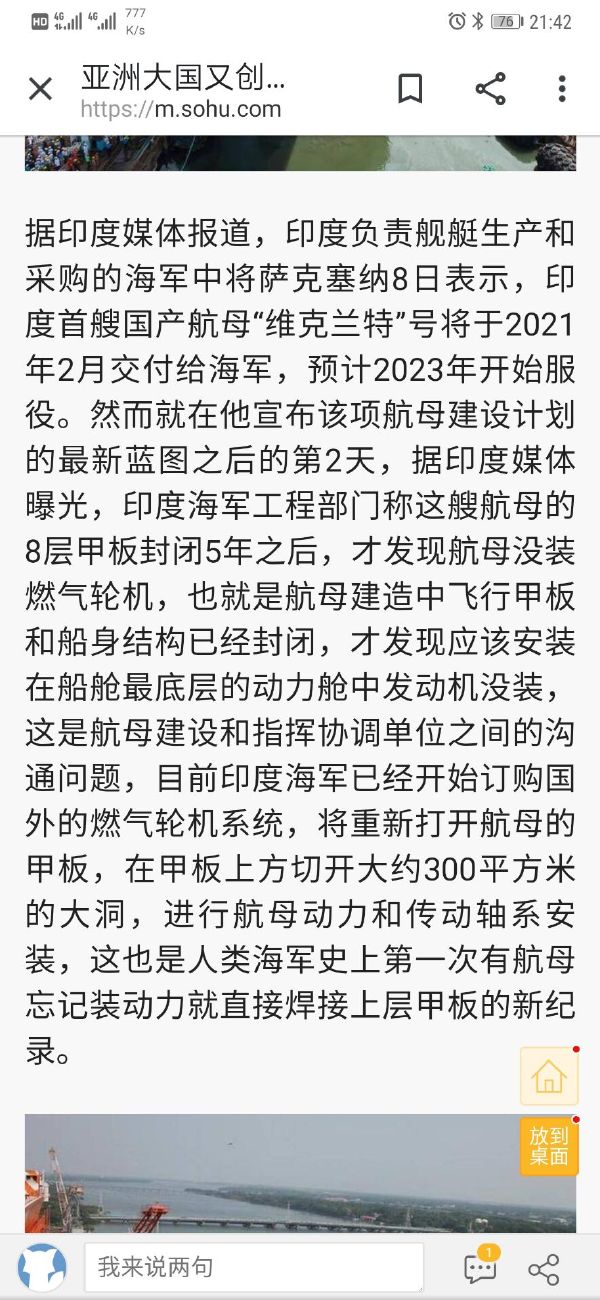 HD 4G 4G 777 K/s 76 21:42
亚洲大国又创...
https://m.sohu.com
据印度媒体报道，印度负责舰艇生产和
采购的海军中将萨克塞纳8日表示，印
度首艘国产航母“维克兰特”号将于2021
年2月交付给海军，预计2023年开始服
役。然而就在他宣布该项航母建设计划
的最新蓝图之后的第2天，据印度媒体
曝光，印度海军工程部门称这艘航母的
8层甲板封闭5年之后，才发现航母没装
燃气轮机，也就是航母建造中飞行甲板
和船身结构已经封闭，才发现应该安装
在船舱最底层的动力舱中发动机没装，
这是航母建设和指挥协调单位之间的沟
通问题，目前印度海军已经开始订购国
外的燃气轮机系统，将重新打开航母的
甲板，在甲板上方切开大约300平方米
的大洞，进行航母动力和传动轴系安
装，这也是人类海军史上第一次有航母
忘记装动力就直接焊接上层甲板的新纪
录。
放到
桌面
我来说两句
1